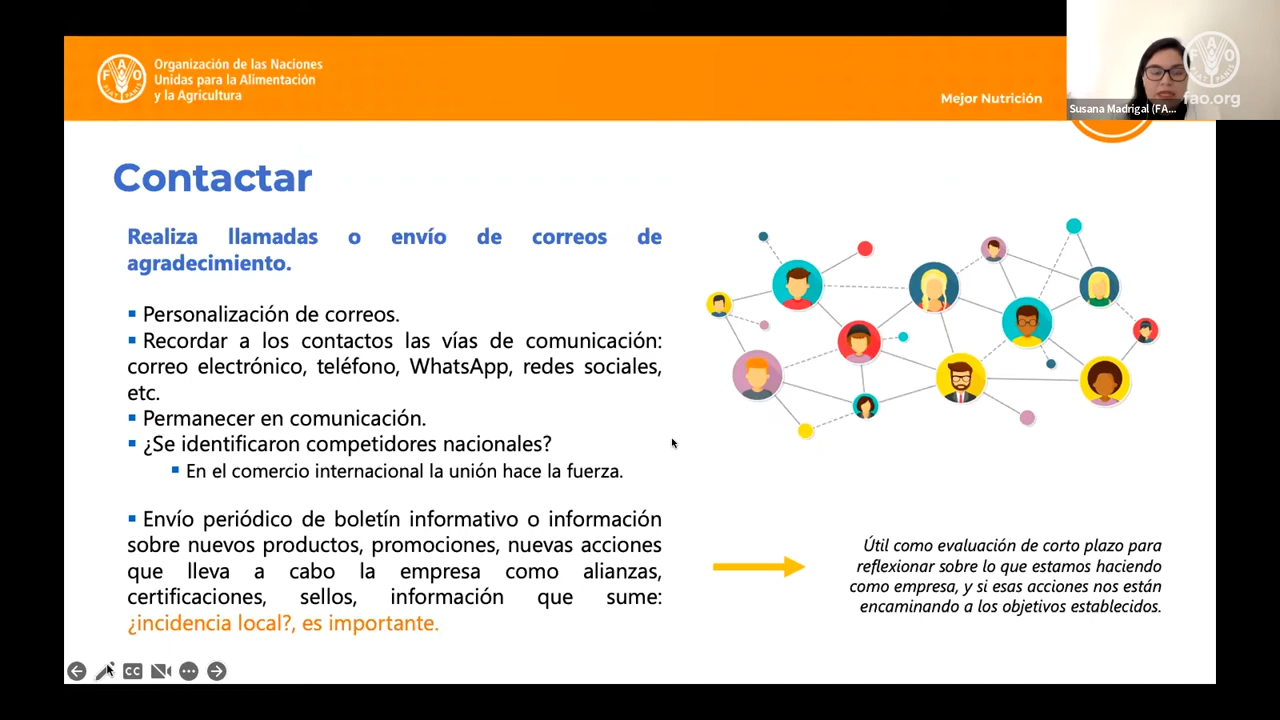 Organización de las Naciones
Unidas para la Alimentación
y la Agricultura
Mejor Nutrición
FAO
fao.org
Susana Madrigal (FA...
Contactar
Realiza llamadas o envío de correos de
agradecimiento.
Personalización de correos.
Recordar a los contactos las vías de comunicación:
correo electrónico, teléfono, WhatsApp, redes sociales,
etc.
Permanecer en comunicación.
¿Se identificaron competidores nacionales?
En el comercio internacional la unión hace la fuerza.
Envío periódico de boletín informativo o información
sobre nuevos productos, promociones, nuevas acciones
que lleva a cabo la empresa como alianzas,
certificaciones, sellos, información que sume:
¿incidencia local?, es importante.
Útil como evaluación de corto plazo para
reflexionar sobre lo que estamos haciendo
como empresa, y si esas acciones nos están
encaminando a los objetivos establecidos.
CC